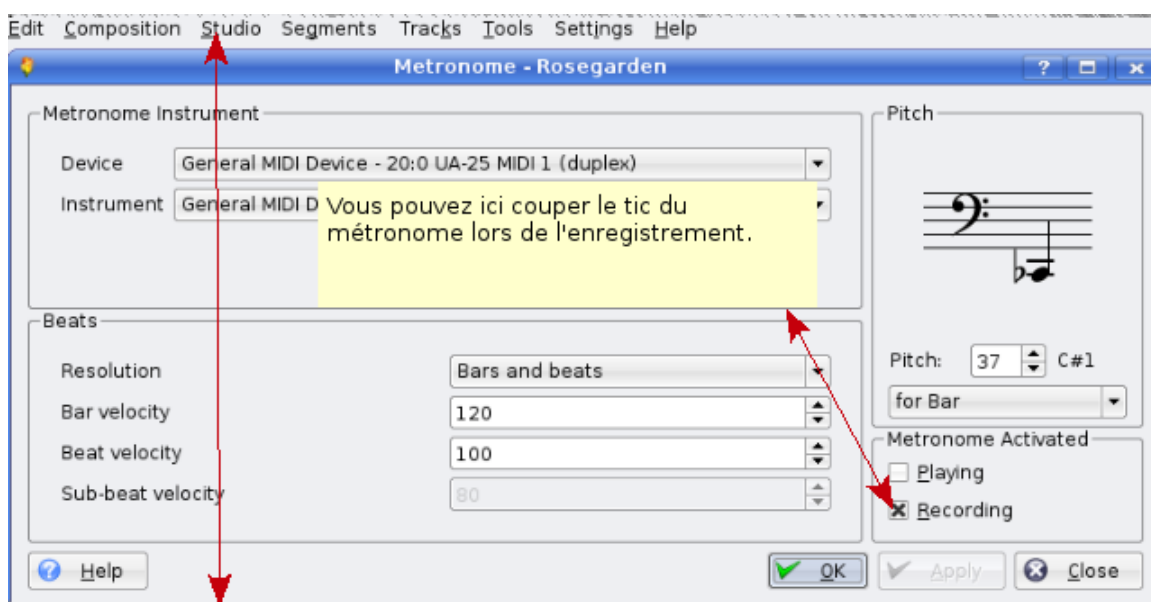 Edit Composition Studio Segments Tracks Tools Settings Help
Metronome - Rosegarden
Metronome Instrument
Device General MIDI Device - 20:0 UA-25 MIDI 1 (duplex)
Instrument General MIDI D
Vous pouvez ici couper le tic du
métronome lors de l'enregistrement.
Pitch
Pitch: 37 C#1
for Bar
Beats
Resolution Bars and beats
Bar velocity 120
Beat velocity 100
Sub-beat velocity 80
Metronome Activated
Playing
Recording
Help
OK Apply Close